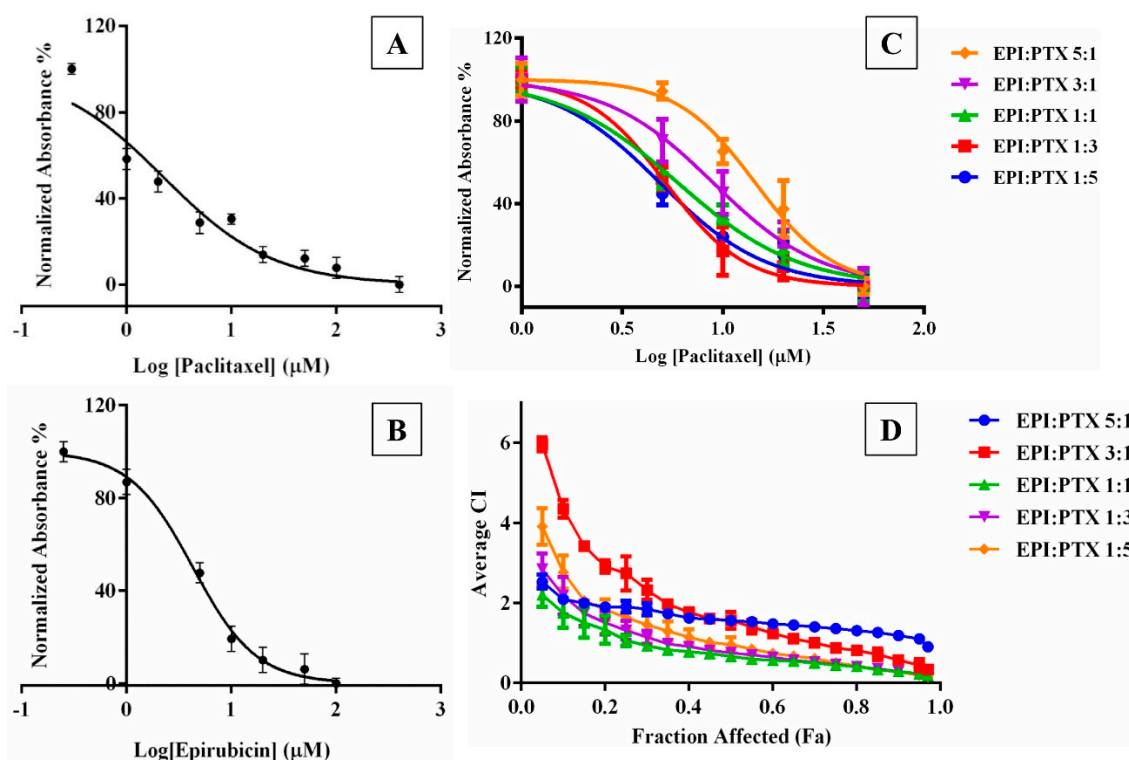 A
Normalized Absorbance %
120
80
40
0
-1 0 1 2 3
Log [Paclitaxel] (μM)
B
Normalized Absorbance %
120
80
40
0
-1 0 1 2 3
Log[Epirubicin] (μM)
C
Normalized Absorbance %
120
80
40
0
0.0 0.5 1.0 1.5 2.0
Log [Paclitaxel] (μM)
EPI:PTX 5:1
EPI:PTX 3:1
EPI:PTX 1:1
EPI:PTX 1:3
EPI:PTX 1:5
D
Average CI
6
4
2
0
0.0 0.2 0.4 0.6 0.8 1.0
Fraction Affected (Fa)
EPI:PTX 5:1
EPI:PTX 3:1
EPI:PTX 1:1
EPI:PTX 1:3
EPI:PTX 1:5